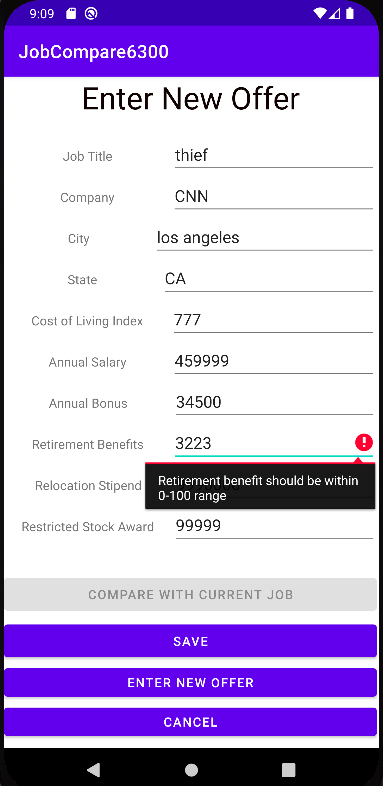 9:09
JobCompare6300
Enter New Offer
Job Title thief
Company CNN
City los angeles
State CA
Cost of Living Index 777
Annual Salary 459999
Annual Bonus 34500
Retirement Benefits 3223
Retirement benefit should be within
0-100 range
Relocation Stipend
Restricted Stock Award 99999
COMPARE WITH CURRENT JOB
SAVE
ENTER NEW OFFER
CANCEL